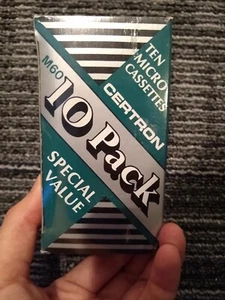 TEN
MICRO
CASSETTES
M60
CERTRON
10 Pack
SPECIAL
VALUE